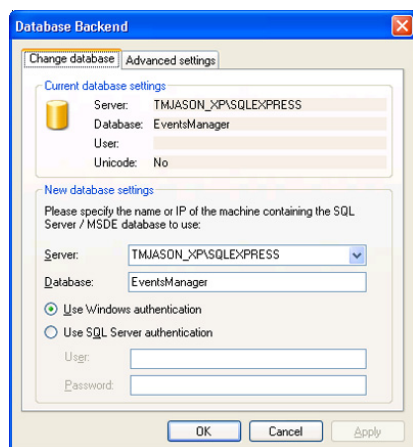 Database Backend
Change database Advanced settings
Current database settings
Server: TMJASON_XP\SQLEXPRESS
Database: EventsManager
User:
Unicode: No
New database settings
Please specify the name or IP of the machine containing the SQL
Server / MSDE database to use:
Server: TMJASON_XP\SQLEXPRESS
Database: EventsManager
Use Windows authentication
Use SQL Server authentication
User:
Password:
OK Cancel Apply